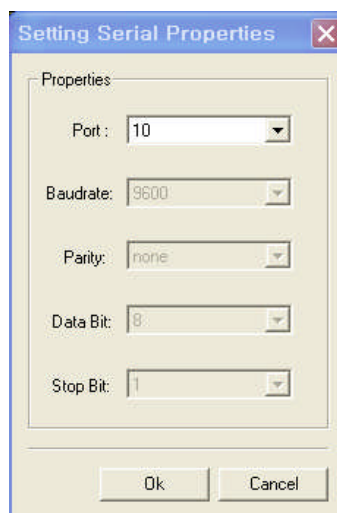 Setting Serial Properties
Properties
Port : 10
Baudrate: 9600
Parity: none
Data Bit: 8
Stop Bit: 1
Ok Cancel